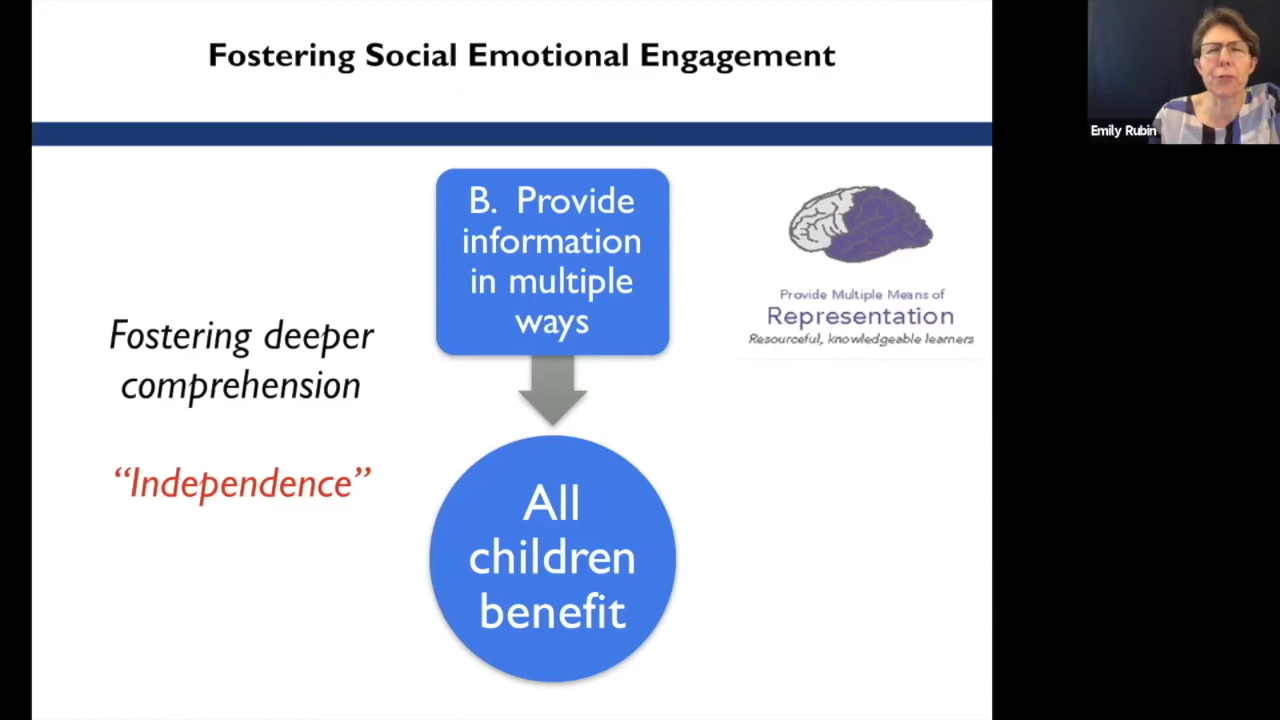 Fostering Social Emotional Engagement
Emily Rubin
B. Provide
information
in multiple
ways
Provide Multiple Means of
Representation
Resourceful, knowledgeable learners
Fostering deeper
comprehension
“Independence”
All
children
benefit